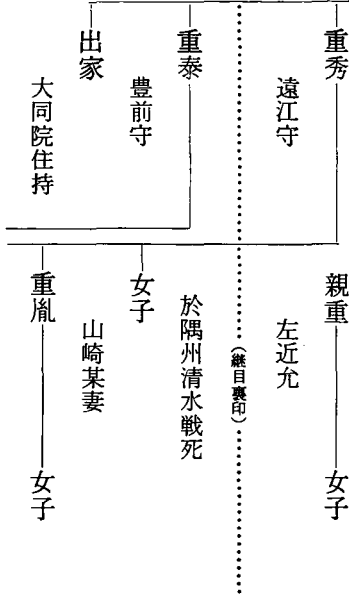 重秀
遠江守
重泰
豊前守
出家
大同院住持
親重
左近允
女子
(継目裏印)
於隅州清水戦死
女子
山崎某妻
重胤
女子